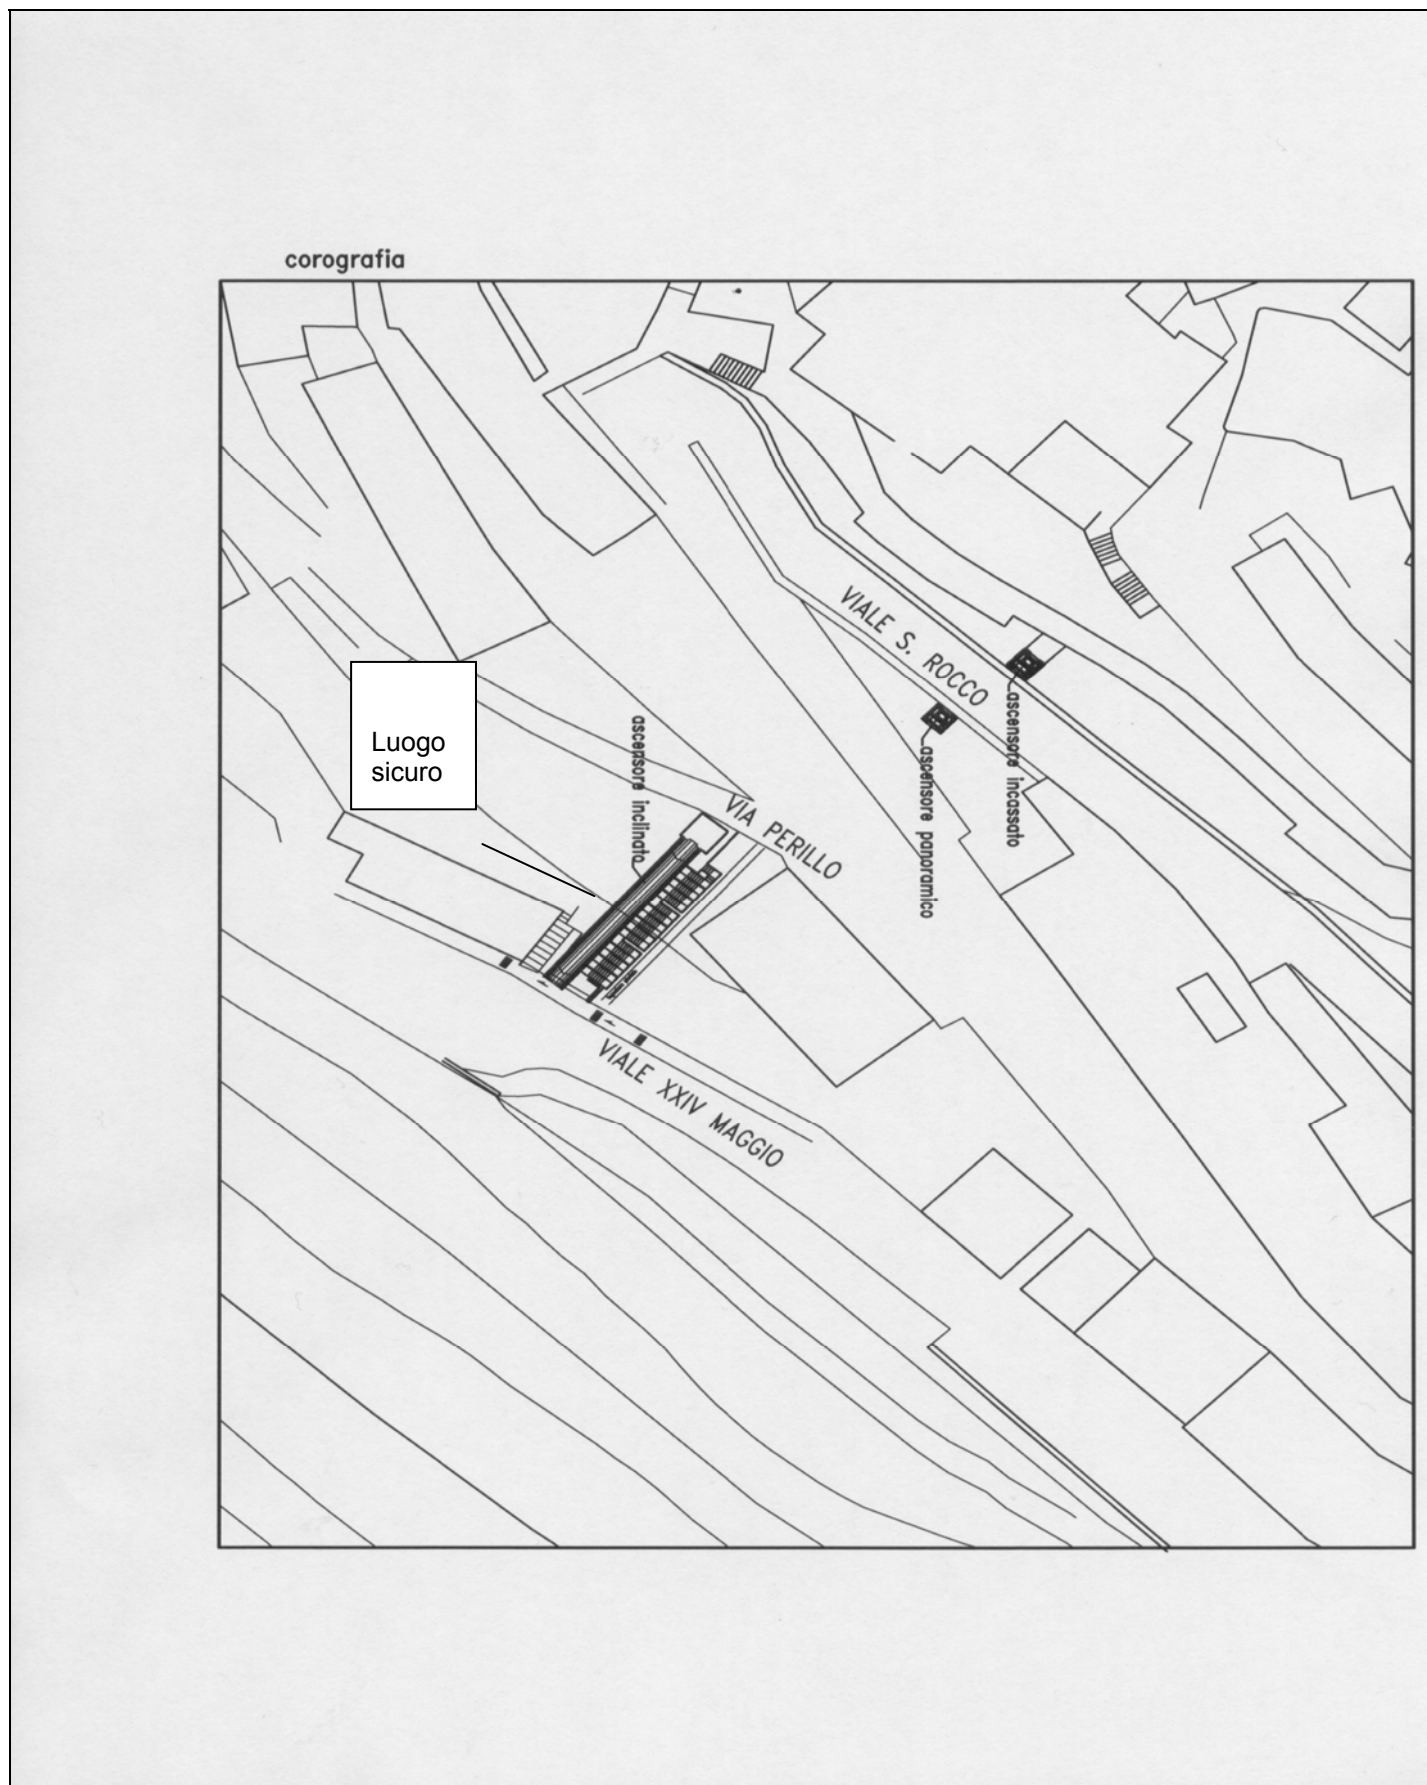 corografia
VIALE S. ROCCO
ascensore incassato
ascensore panoramico
Luogo
sicuro
ascensore inclinato
VIA PERILLO
VIALE XXIV MAGGIO